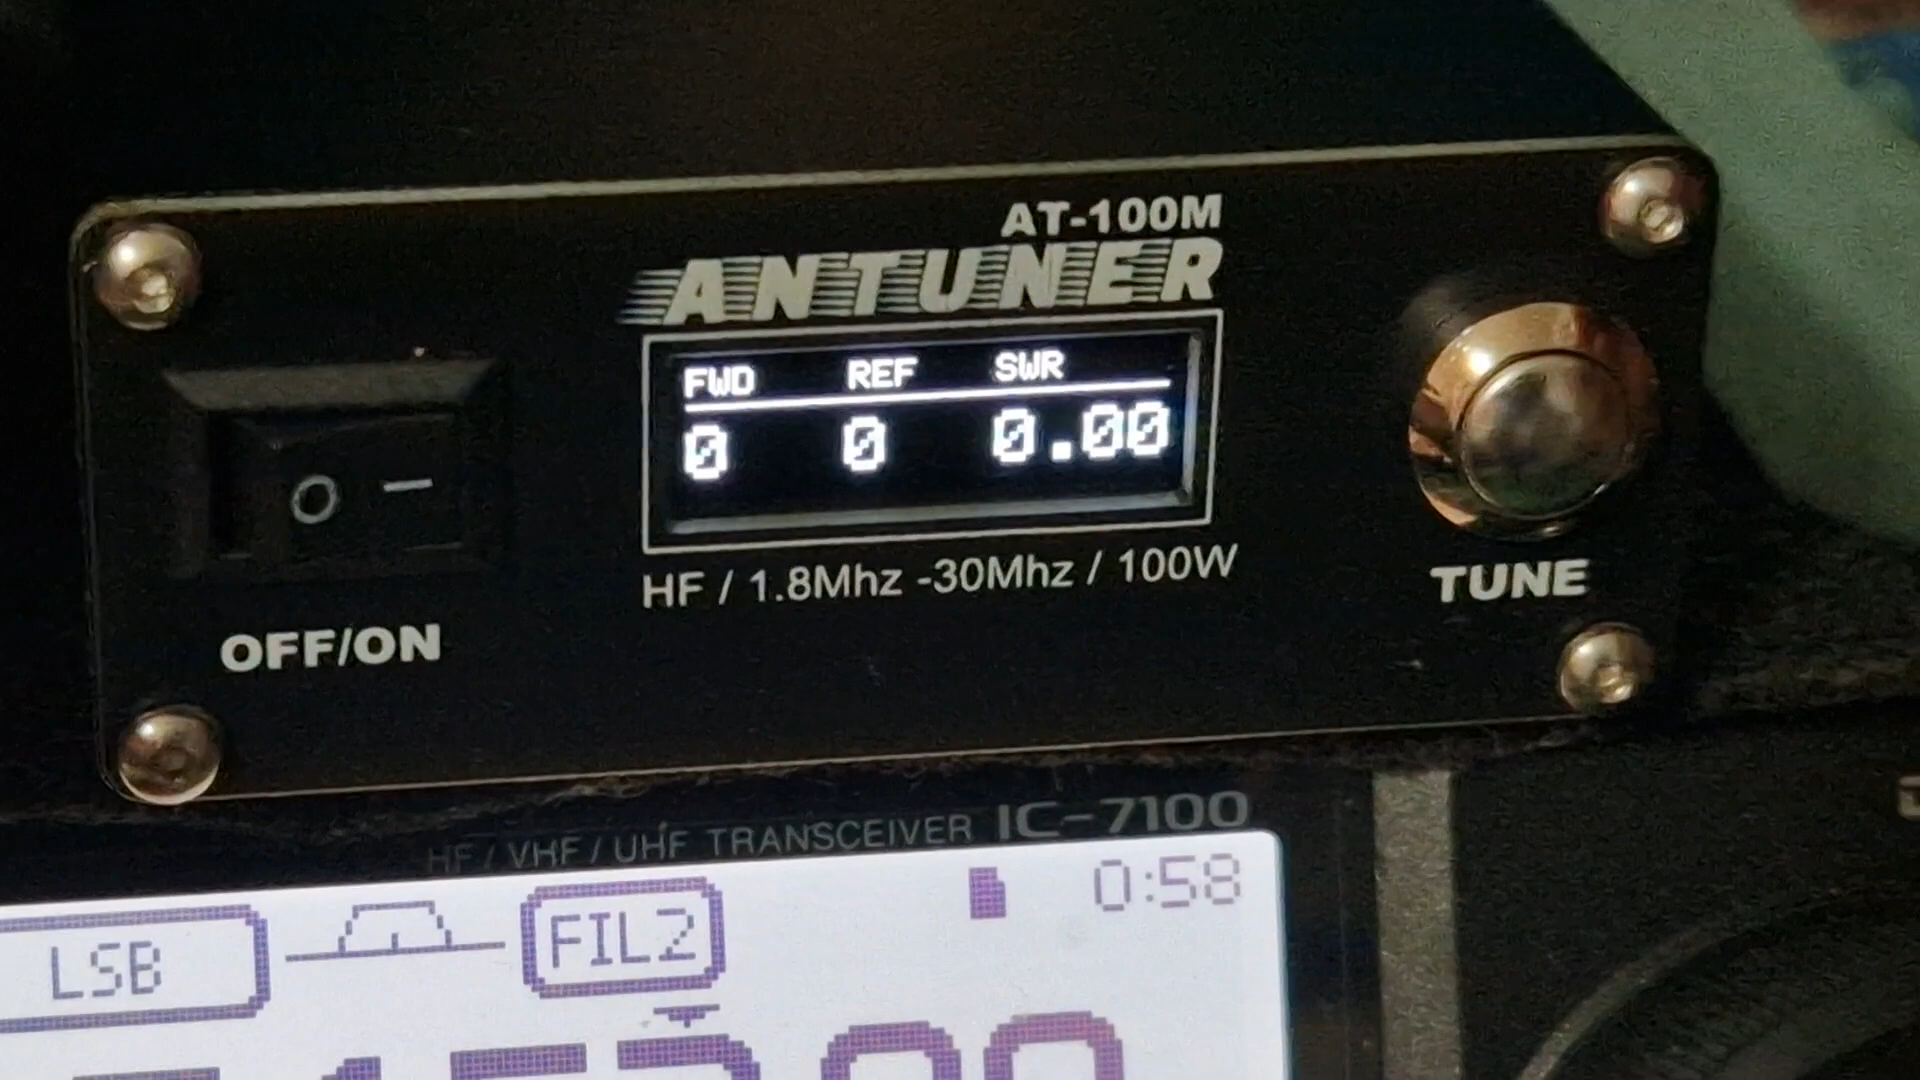 AT-100M
ANTUNER
FWD REF SWR
0 0 0.00
O –
HF / 1.8Mhz -30Mhz / 100W
OFF/ON
TUNE
HF / VHF / UHF TRANSCEIVER IC-7100
LSB FIL2 0:58